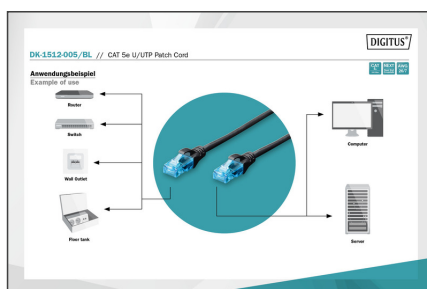 DIGITUS®
DK-1512-005/BL // CAT 5e U/UTP Patch Cord
Anwendungsbeispiel
Example of use
Router
Switch
Wall Outlet
Floor tank
Computer
Server